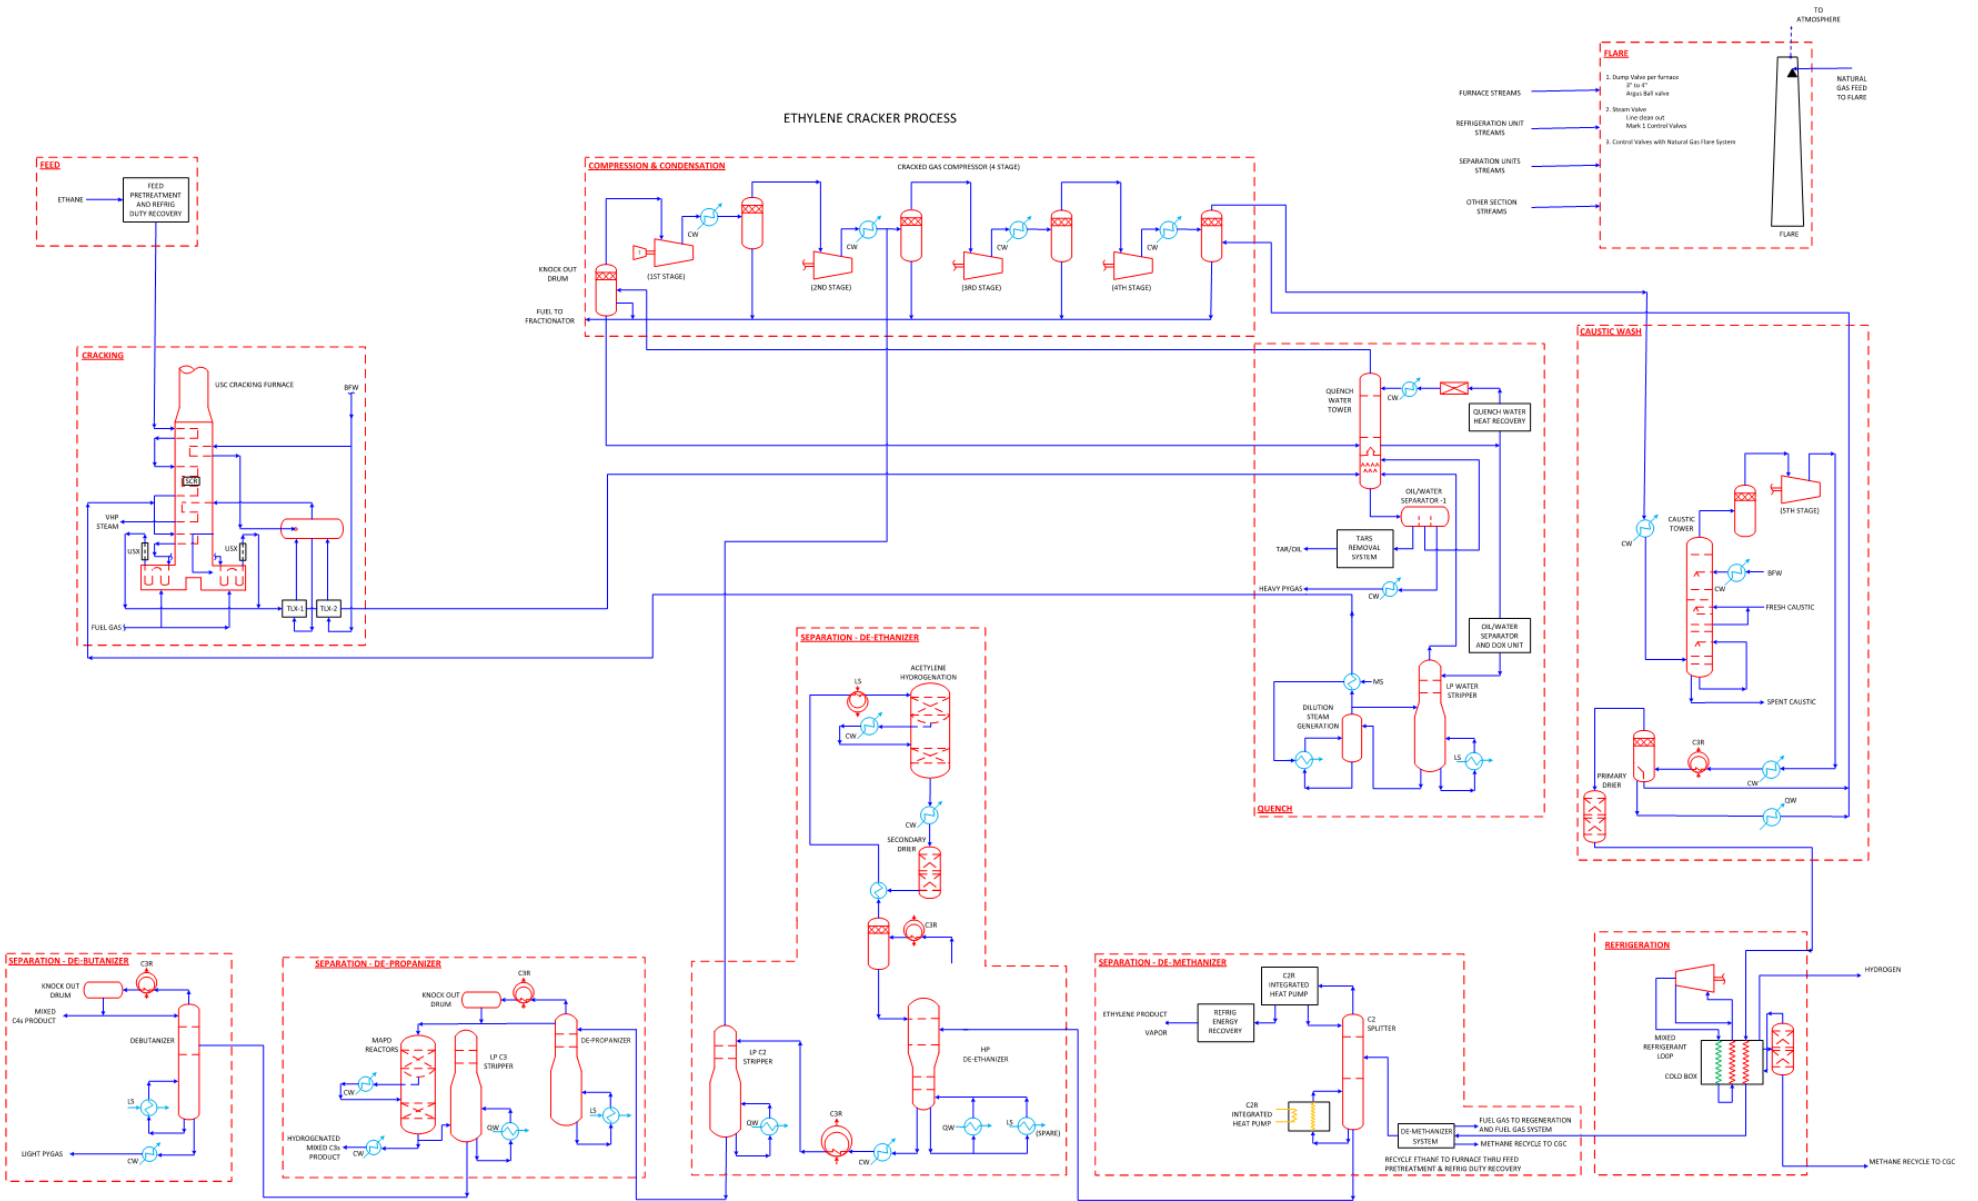 ETHYLENE CRACKER PROCESS
FEED
ETHANE
FEED
PRETREATMENT
AND REFRIG
DUTY RECOVERY
COMPRESSION & CONDENSATION
CRACKED GAS COMPRESSOR (4 STAGE)
KNOCK OUT
DRUM
FUEL TO
FRACTIONATOR
(1ST STAGE)
CW
(2ND STAGE)
CW
(3RD STAGE)
CW
(4TH STAGE)
CW
TO
ATMOSPHERE
FLARE
1. Dump Valve per furnace
3" to 4"
Argus Ball valve
2. Steam Valve
Line clean out
Mark 1 Control Valves
3. Control Valves with Natural Gas Flare System
FLARE
NATURAL
GAS FEED
TO FLARE
FURNACE STREAMS
REFRIGERATION UNIT
STREAMS
SEPARATION UNITS
STREAMS
OTHER SECTION
STREAMS
CRACKING
USC CRACKING FURNACE
BFW
SCR
VHP
STEAM
USX
USX
TLX-1
TLX-2
FUEL GAS
QUENCH
WATER
TOWER
CW
QUENCH WATER
HEAT RECOVERY
OIL/WATER
SEPARATOR -1
TARS
REMOVAL
SYSTEM
TAR/OIL
HEAVY PYGAS
CW
OIL/WATER
SEPARATOR
AND DOX UNIT
MS
LP WATER
STRIPPER
DILUTION
STEAM
GENERATION
LS
QUENCH
CAUSTIC WASH
CW
CAUSTIC
TOWER
(5TH STAGE)
CW
BFW
FRESH CAUSTIC
SPENT CAUSTIC
C3R
CW
QW
PRIMARY
DRIER
SEPARATION - DE-ETHANIZER
ACETYLENE
HYDROGENATION
LS
CW
CW
SECONDARY
DRIER
C3R
HP
DE-ETHANIZER
LP C2
STRIPPER
QW
C3R
CW
QW
LS
(SPARE)
SEPARATION - DE-BUTANIZER
KNOCK OUT
DRUM
C3R
MIXED
C4s PRODUCT
DEBUTANIZER
LS
LIGHT PYGAS
CW
SEPARATION - DE-PROPANIZER
KNOCK OUT
DRUM
C3R
MAPD
REACTORS
LP C3
STRIPPER
DE-PROPANIZER
CW
LS
QW
HYDROGENATED
MIXED C3s
PRODUCT
CW
SEPARATION - DE-METHANIZER
C2R
INTEGRATED
HEAT PUMP
ETHYLENE PRODUCT
VAPOR
REFRIG
ENERGY
RECOVERY
C2
SPLITTER
C2R
INTEGRATED
HEAT PUMP
DE-METHANIZER
SYSTEM
FUEL GAS TO REGENERATION
AND FUEL GAS SYSTEM
METHANE RECYCLE TO CGC
RECYCLE ETHANE TO FURNACE THRU FEED
PRETREATMENT & REFRIG DUTY RECOVERY
REFRIGERATION
HYDROGEN
MIXED
REFRIGERANT
LOOP
COLD BOX
METHANE RECYCLE TO CGC